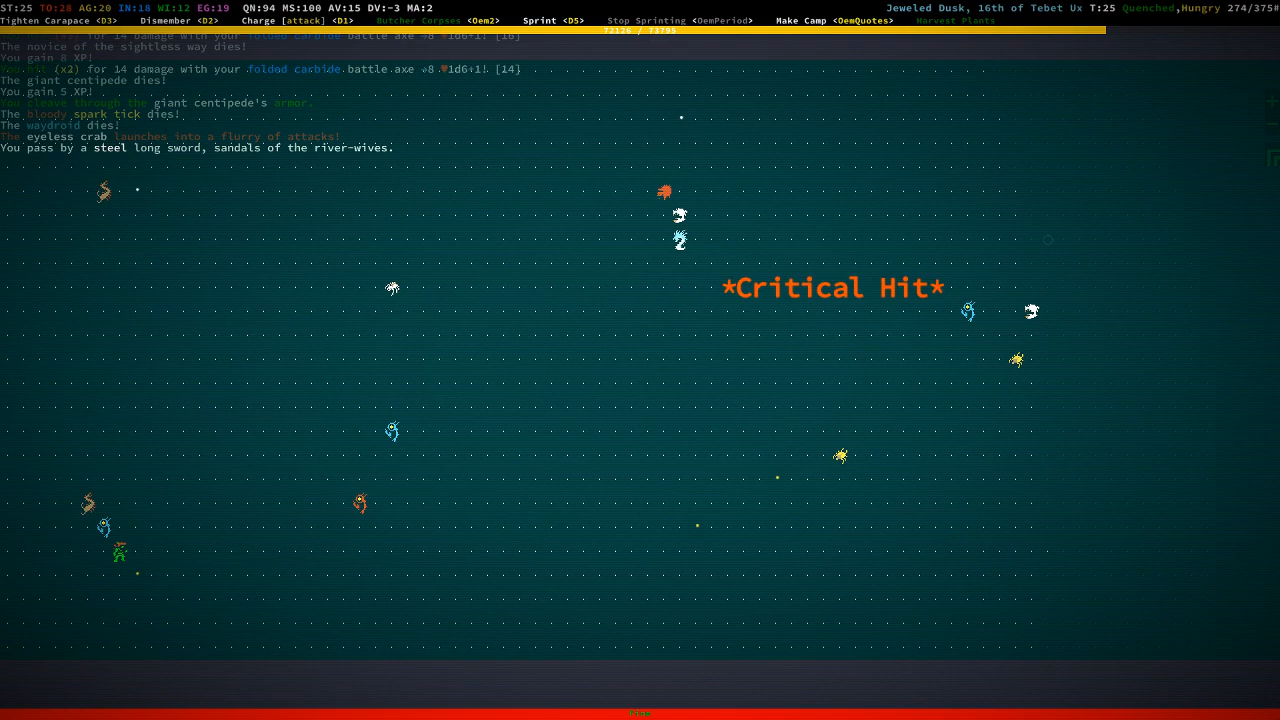 ST:25 TO:28 AG:20 IN:18 WI:12 EG:19 QN:94 MS:100 AV:15 DV:-3 MA:2 Jeweled Dusk, 16th of Tebet Ux T:25 Quenched,Hungry 274/375#
Tighten Carapace <D3> Dismember <D2> Charge [attack] <D1> Butcher Corpses <Oem2> Sprint <D5> Stop Sprinting <OemPeriod> Make Camp <OemQuotes> Harvest Plants
for 14 damage with your folded carbide battle axe →8 ♥1d6+1! [16]
The novice of the sightless way dies!
You gain 8 XP!
You hit (x2) for 14 damage with your folded carbide battle axe →8 ♥1d6+1! [14]
The giant centipede dies!
You gain 5 XP!
You cleave through the giant centipede's armor.
The bloody spark tick dies!
The waydroid dies!
The eyeless crab launches into a flurry of attacks!
You pass by a steel long sword, sandals of the river-wives.
*Critical Hit*